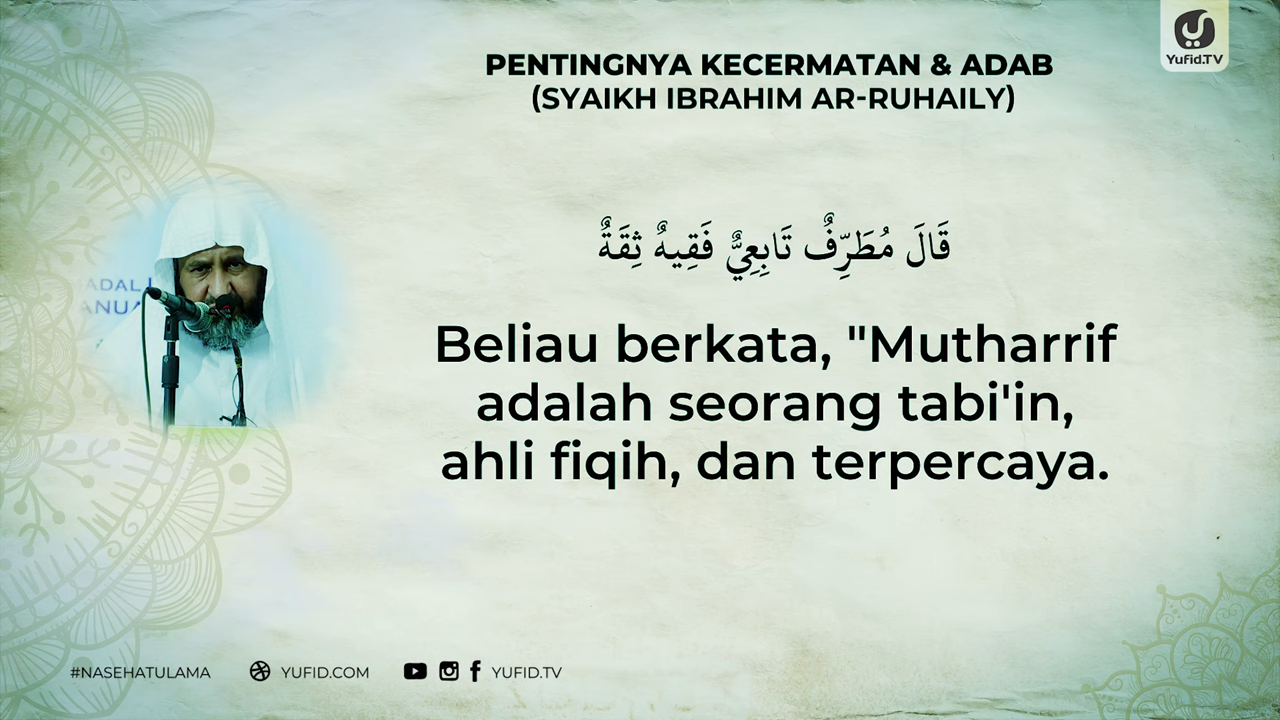 Yufid.TV
PENTINGNYA KECERMATAN & ADAB
(SYAIKH IBRAHIM AR-RUHAILY)
قَالَ مُطَرِّفٌ تَابِعِيٌّ فَقِيهٌ ثِقَةٌ
Beliau berkata, "Mutharrif
adalah seorang tabi'in,
ahli fiqih, dan terpercaya.
#NASEHATULAMA YUFID.COM YUFID.TV